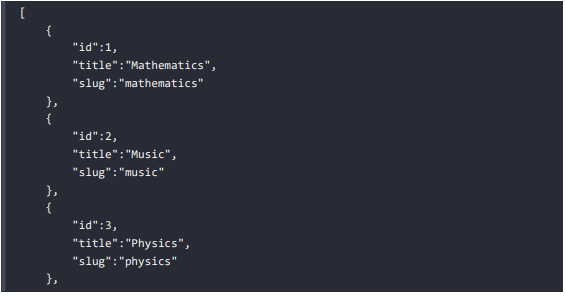 [
{
"id":1,
"title":"Mathematics",
"slug":"mathematics"
},
{
"id":2,
"title":"Music",
"slug":"music"
},
{
"id":3,
"title":"Physics",
"slug":"physics"
},